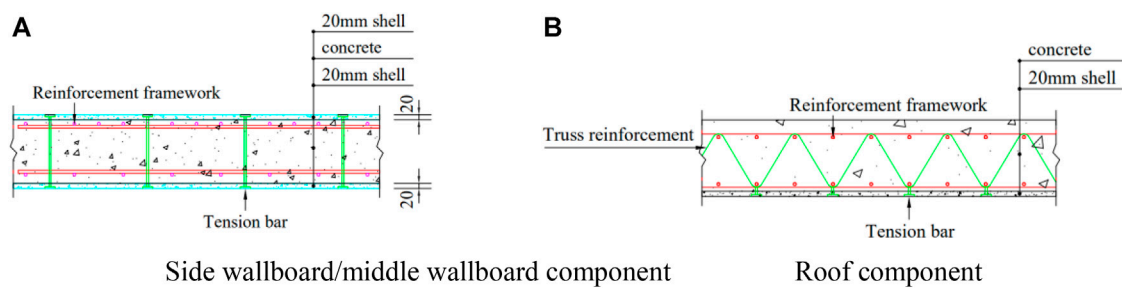 A
20mm shell
concrete
20mm shell
Reinforcement framework
20
20
Tension bar
Side wallboard/middle wallboard component
B
concrete
20mm shell
Reinforcement framework
Truss reinforcement
Tension bar
Roof component